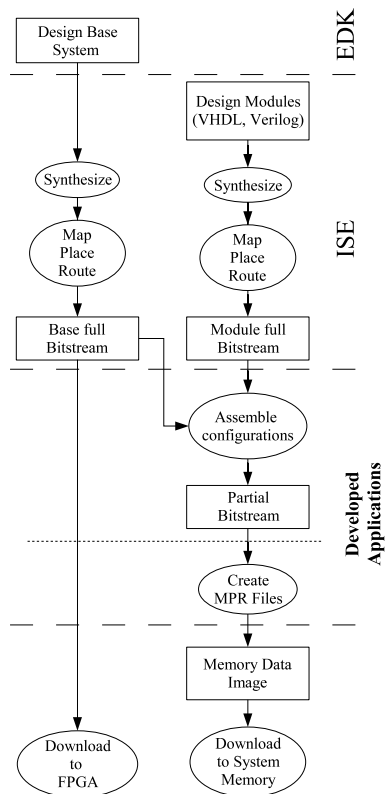 Design Base
System
EDK
Design Modules
(VHDL, Verilog)
Synthesize
Synthesize
Map
Place
Route
Map
Place
Route
ISE
Base full
Bitstream
Module full
Bitstream
Assemble
configurations
Partial
Bitstream
Developed
Applications
Create
MPR Files
Memory Data
Image
Download
to
FPGA
Download
to System
Memory